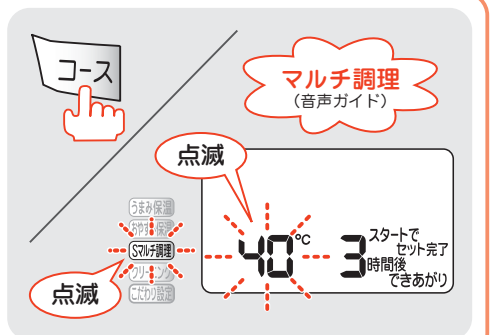 コース
マルチ調理
(音声ガイド)
点滅
うまみ保温
おやすみ保温
Sマルチ調理
クリーニング
こだわり設定
点滅
40℃
3時間後
スタートで
セット完了
できあがり